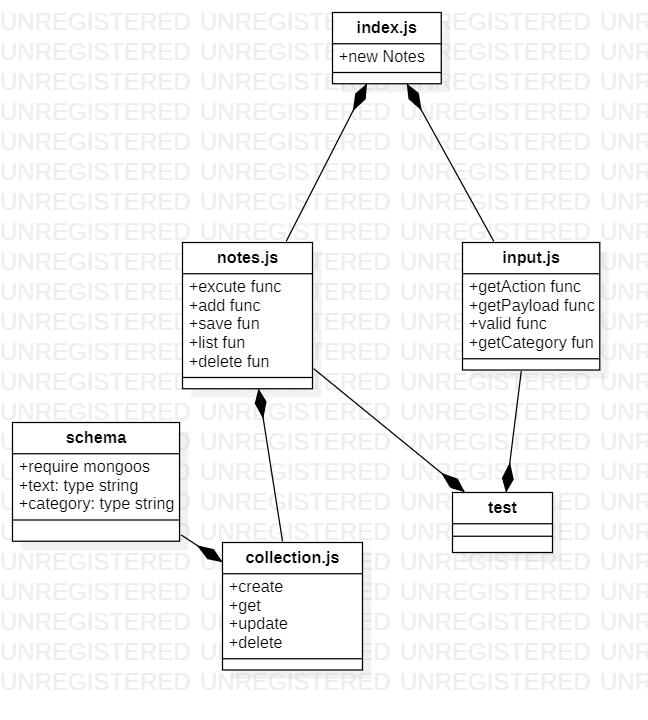 index.js
+new Notes
notes.js
+excute func
+add func
+save fun
+list fun
+delete fun
input.js
+getAction func
+getPayload func
+valid func
+getCategory fun
schema
+require mongoos
+text: type string
+category: type string
test
collection.js
+create
+get
+update
+delete
UNREGISTERED